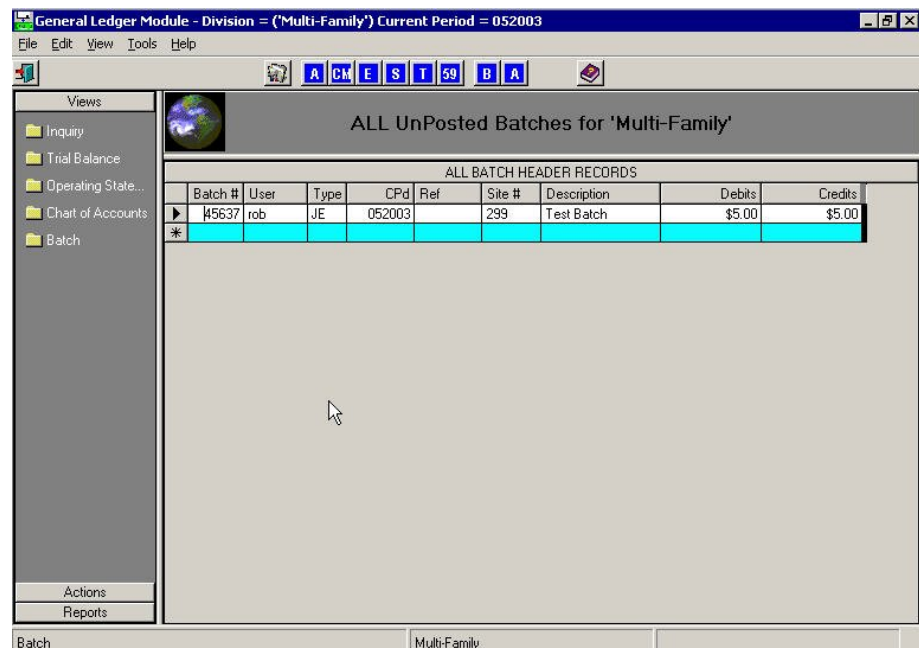 General Ledger Module - Division = ('Multi-Family') Current Period = 052003
File Edit View Tools Help
A CM E S T 59 B A
Views
Inquiry
Trial Balance
Operating State...
Chart of Accounts
Batch
ALL UnPosted Batches for 'Multi-Family'
ALL BATCH HEADER RECORDS
Batch # User Type CPd Ref Site # Description Debits Credits
45637 rob JE 052003 299 Test Batch $5.00 $5.00
Actions
Reports
Batch Multi-Family